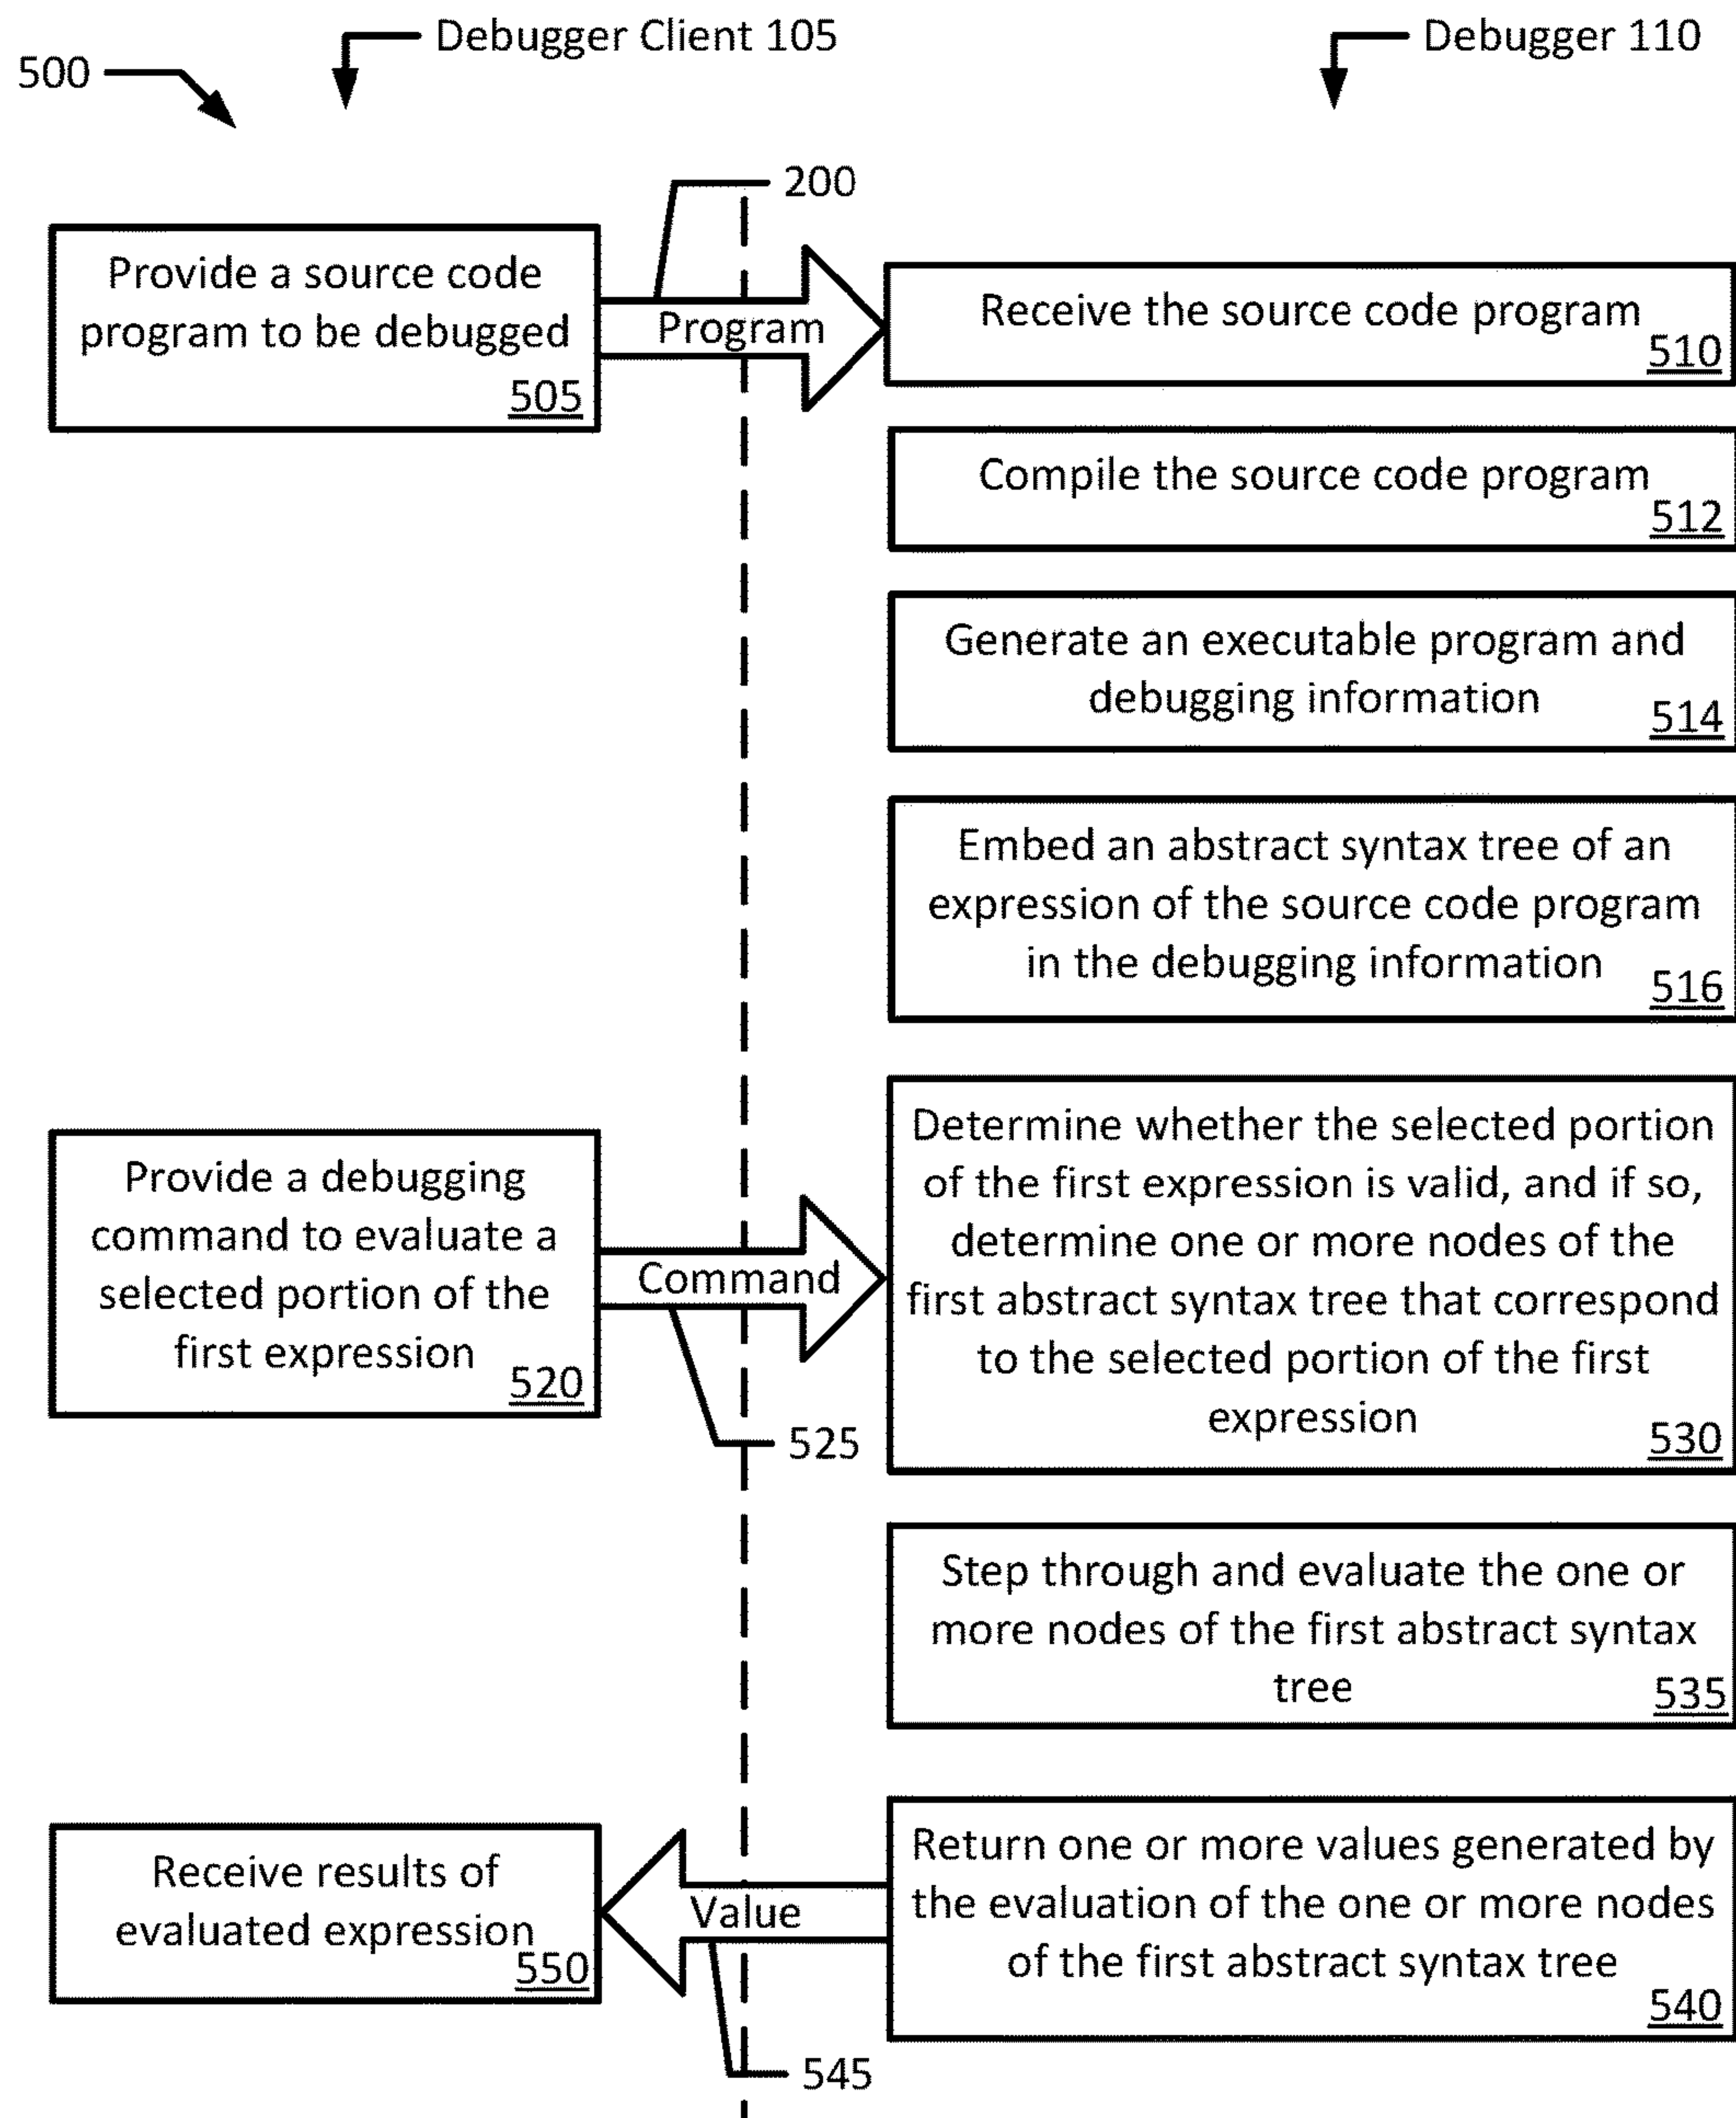 500
Debugger Client 105
Debugger 110
200
Provide a source code
program to be debugged
505
Program
Receive the source code program
510
Compile the source code program
512
Generate an executable program and
debugging information
514
Embed an abstract syntax tree of an
expression of the source code program
in the debugging information
516
Provide a debugging
command to evaluate a
selected portion of the
first expression
520
Command
525
Determine whether the selected portion
of the first expression is valid, and if so,
determine one or more nodes of the
first abstract syntax tree that correspond
to the selected portion of the first
expression
530
Step through and evaluate the one or
more nodes of the first abstract syntax
tree
535
Return one or more values generated by
the evaluation of the one or more nodes
of the first abstract syntax tree
540
Value
545
Receive results of
evaluated expression
550